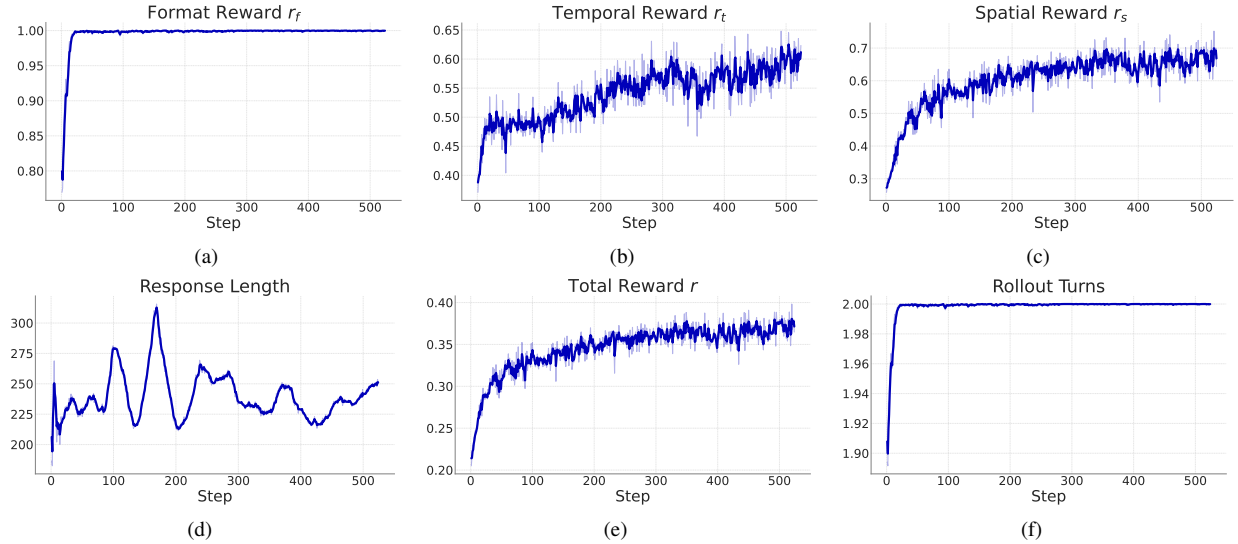 Format Reward r_f
1.00
0.95
0.90
0.85
0.80
0 100 200 300 400 500
Step
(a)
Temporal Reward r_t
0.65
0.60
0.55
0.50
0.45
0.40
0 100 200 300 400 500
Step
(b)
Spatial Reward r_s
0.7
0.6
0.5
0.4
0.3
0 100 200 300 400 500
Step
(c)
Response Length
300
275
250
225
200
0 100 200 300 400 500
Step
(d)
Total Reward r
0.40
0.35
0.30
0.25
0.20
0 100 200 300 400 500
Step
(e)
Rollout Turns
2.00
1.98
1.96
1.94
1.92
1.90
0 100 200 300 400 500
Step
(f)